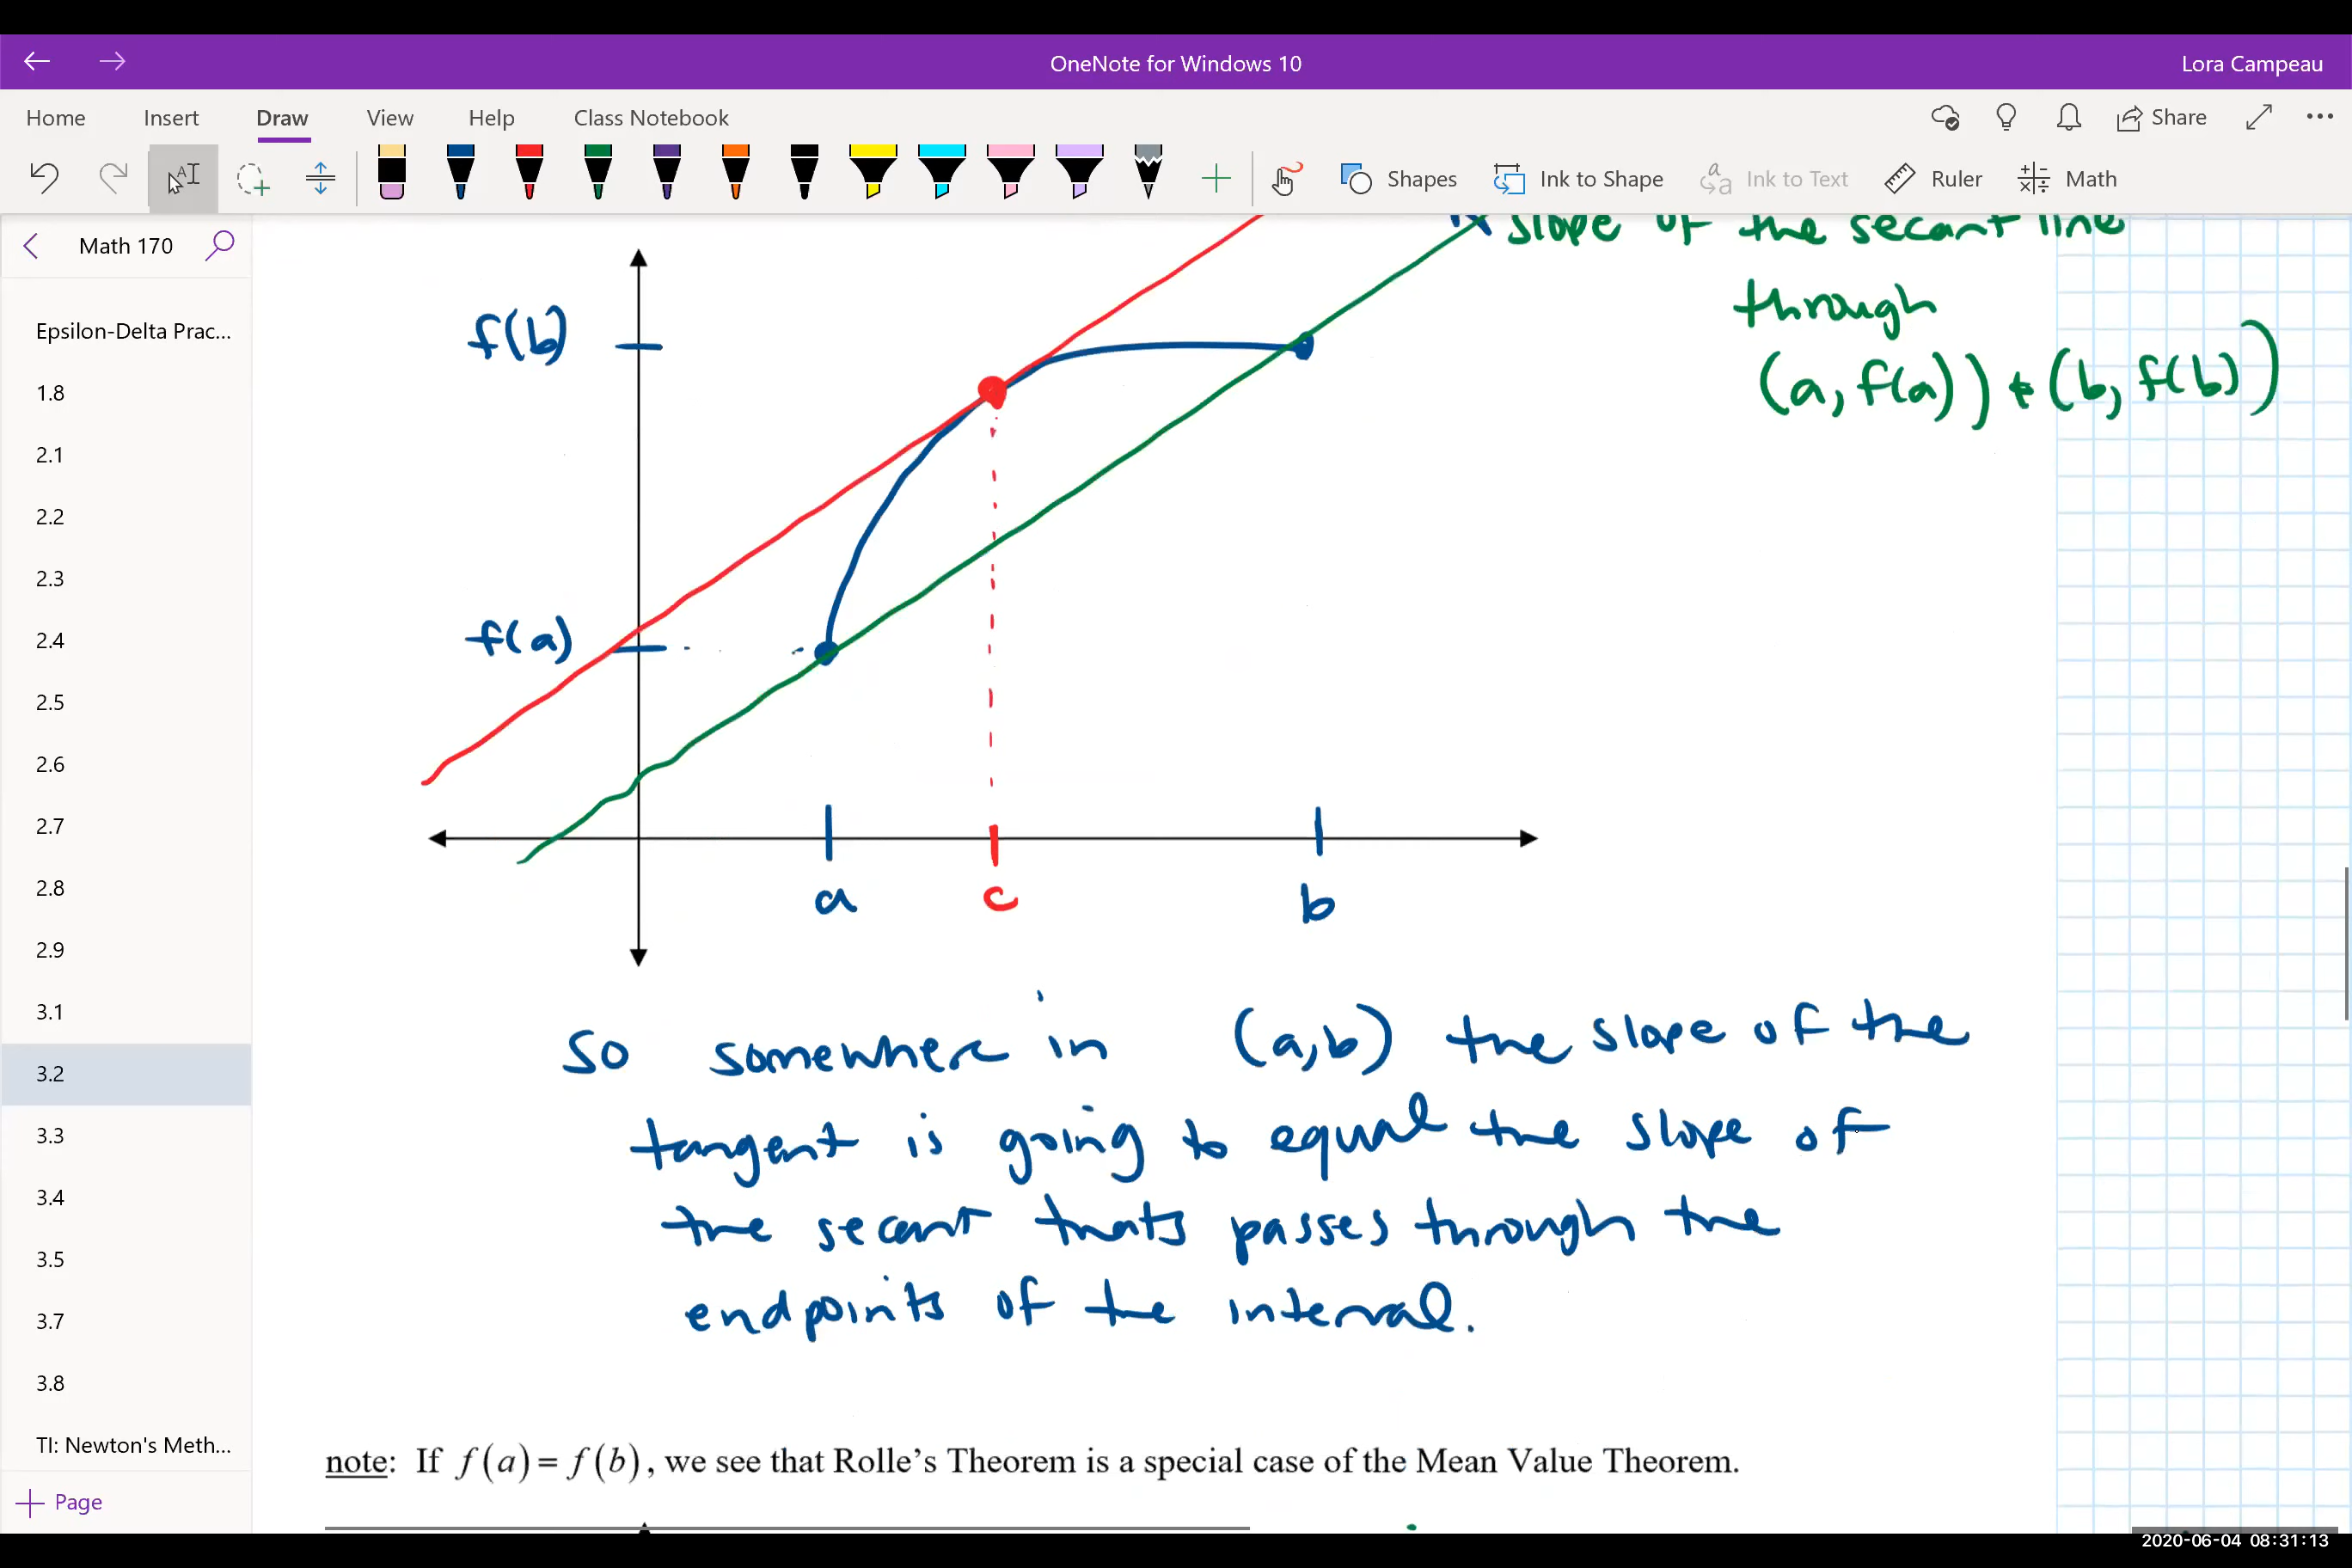 OneNote for Windows 10
Lora Campeau
Home Insert Draw View Help Class Notebook
Share
Shapes Ink to Shape Ink to Text Ruler Math
Math 170
Epsilon-Delta Prac...
1.8
2.1
2.2
2.3
2.4
2.5
2.6
2.7
2.8
2.9
3.1
3.2
3.3
3.4
3.5
3.7
3.8
TI: Newton's Meth...
Page
slope of the secant line
through
(a, f(a)) + (b, f(b))
f(b)
f(a)
a c b
So somewhere in (a,b) the slope of the
tangent is going to equal the slope of
the secant thats passes through the
endpoints of the interval.
note: If f(a) = f(b), we see that Rolle’s Theorem is a special case of the Mean Value Theorem.
2020-06-04 08:31:13